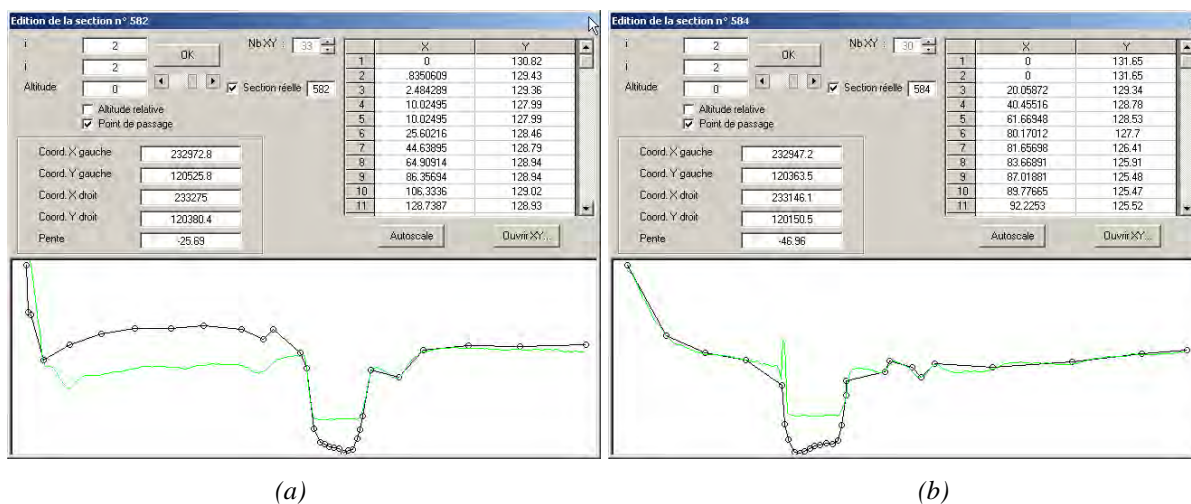 Edition de la section n° 582
i 2
i 2
Altitude 0
OK
Nb XY : 33
Section réelle 582
Altitude relative
Point de passage
Coord. X gauche 232972.8
Coord. Y gauche 120525.8
Coord. X droit 233275
Coord. Y droit 120380.4
Pente -25.69
X Y
1 0 130.82
2 .8350609 129.43
3 2.484289 129.36
4 10.02495 127.99
5 10.02495 127.99
6 25.60216 128.46
7 44.63895 128.79
8 64.90914 128.94
9 86.35694 128.94
10 106.3336 129.02
11 128.7387 128.93
Autoscale
Ouvrir XY...
(a)
Edition de la section n° 584
i 2
i 2
Altitude 0
OK
Nb XY : 30
Section réelle 584
Altitude relative
Point de passage
Coord. X gauche 232947.2
Coord. Y gauche 120363.5
Coord. X droit 233146.1
Coord. Y droit 120150.5
Pente -46.96
X Y
1 0 131.65
2 0 131.65
3 20.05872 129.34
4 40.45516 128.78
5 61.66948 128.53
6 80.17012 127.7
7 81.65698 126.41
8 83.66891 125.91
9 87.01881 125.48
10 89.77665 125.47
11 92.2253 125.52
Autoscale
Ouvrir XY...
(b)